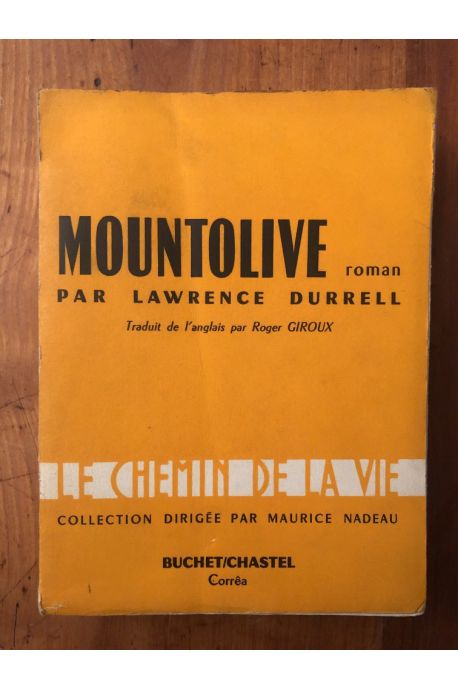 MOUNTOLIVE roman
PAR LAWRENCE DURRELL
Traduit de l'anglais par Roger GIROUX
LE CHEMIN DE LA VIE
COLLECTION DIRIGÉE PAR MAURICE NADEAU
BUCHET/CHASTEL
Corrêa